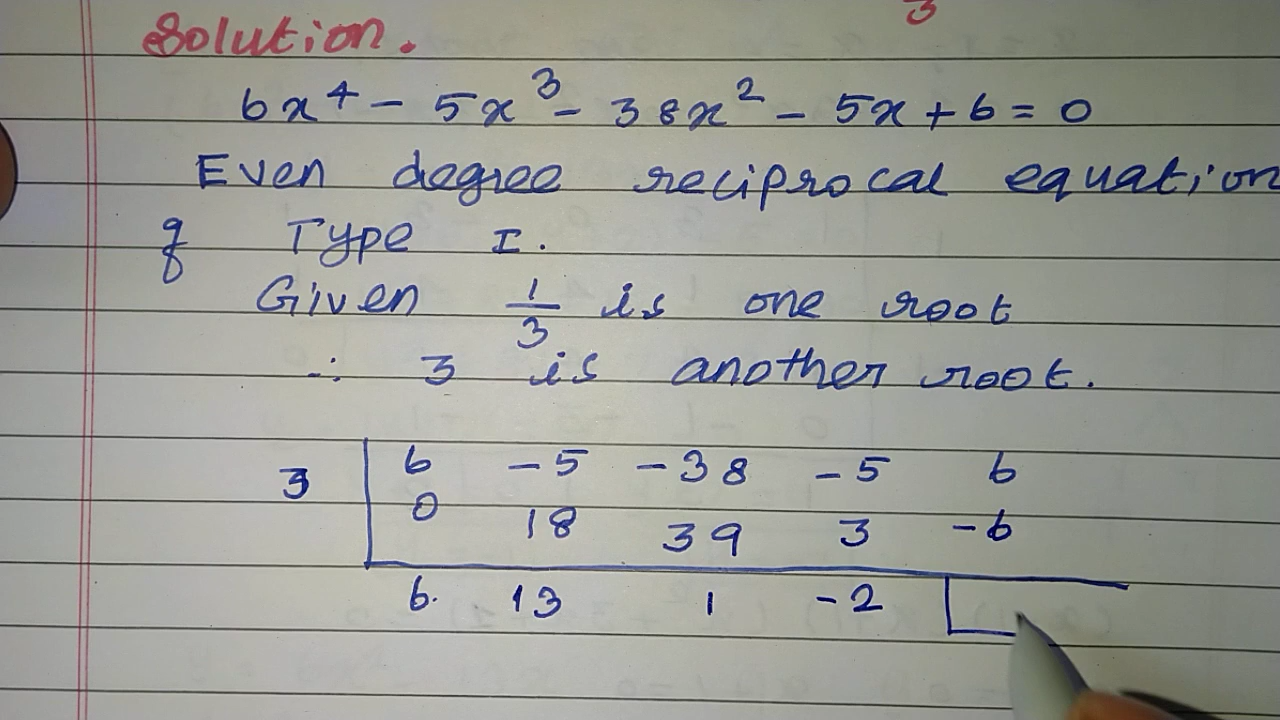 3
Solution.
6x⁴ - 5x³ - 38x² - 5x + 6 = 0
Even degree reciprocal equation
of Type I.
Given 1/3 is one root
∴ 3 is another root.
3 | 6 -5 -38 -5 6
0 18 39 3 -6
6. 13 1 -2